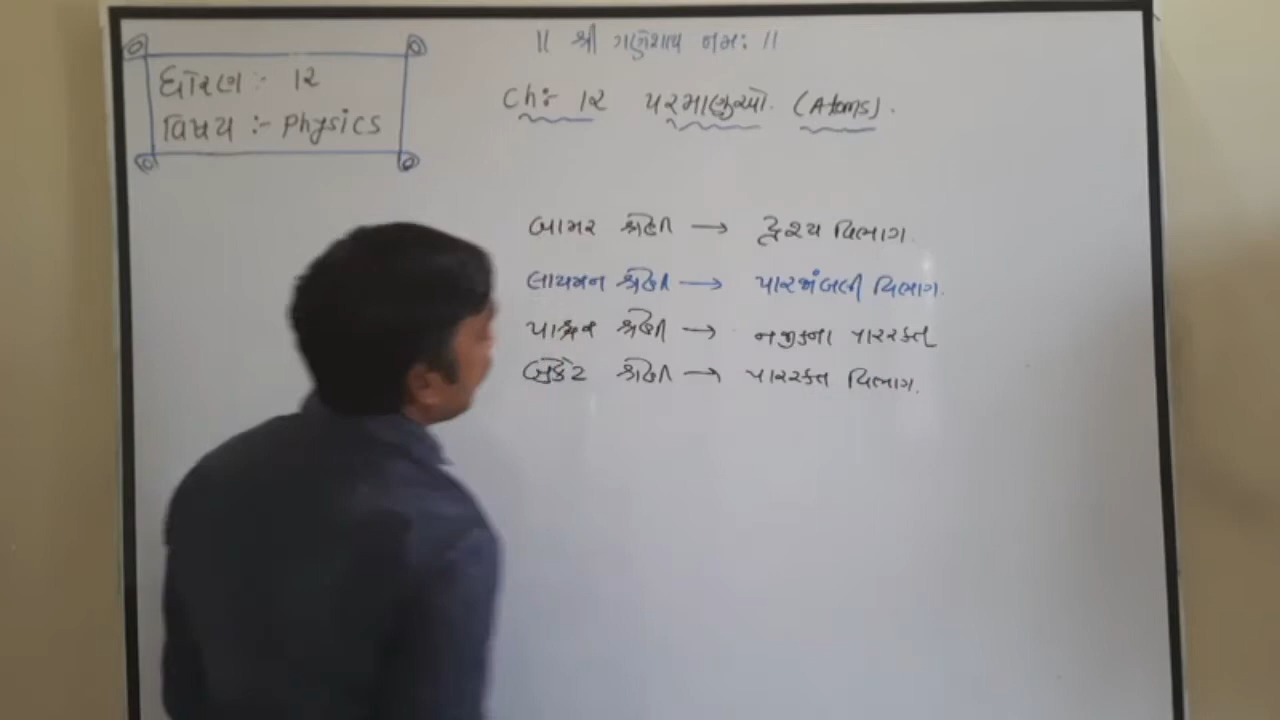 ॥ શ્રી ગણેશાય નમઃ ॥
ધોરણ :- 12
વિષય :- Physics
Ch:- 12 પરમાણુઓ. (Atoms).
બામર શ્રેણી → દૃશ્ય વિભાગ.
લાયમન શ્રેણી → પારજાંબલી વિભાગ.
પાશ્ચન શ્રેણી → નજીકના પારરક્ત
બ્રેકેટ શ્રેણી → પારરક્ત વિભાગ.